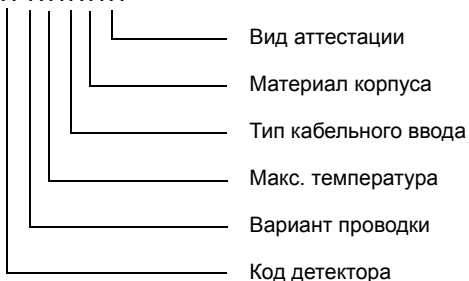 Вид аттестации
Материал корпуса
Тип кабельного ввода
Макс. температура
Вариант проводки
Код детектора